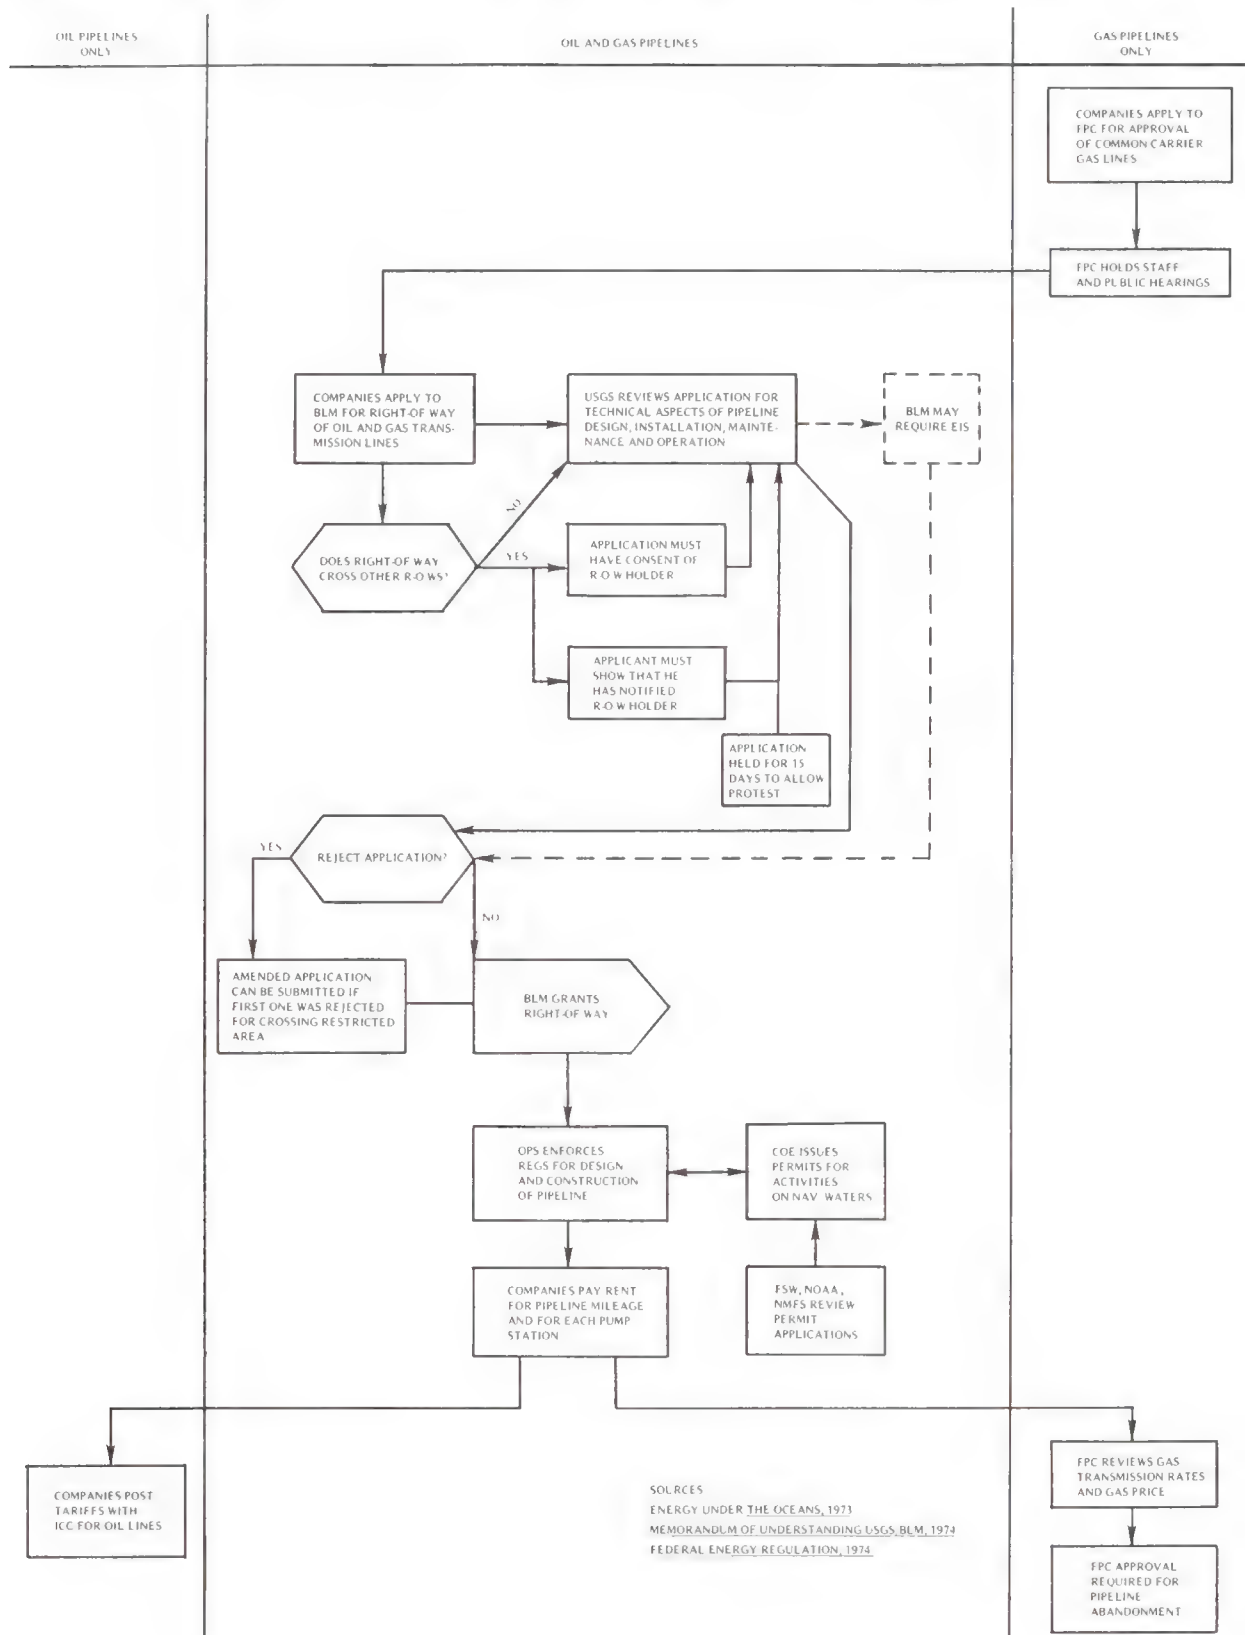 OIL PIPELINES
ONLY
OIL AND GAS PIPELINES
GAS PIPELINES
ONLY
COMPANIES APPLY TO
FPC FOR APPROVAL
OF COMMON CARRIER
GAS LINES
FPC HOLDS STAFF
AND PUBLIC HEARINGS
COMPANIES APPLY TO
BLM FOR RIGHT-OF WAY
OF OIL AND GAS TRANS-
MISSION LINES
USGS REVIEWS APPLICATION FOR
TECHNICAL ASPECTS OF PIPELINE
DESIGN, INSTALLATION, MAINTE-
NANCE AND OPERATION
BLM MAY
REQUIRE EIS
NO
DOES RIGHT-OF WAY
CROSS OTHER R-O WS?
YES
APPLICATION MUST
HAVE CONSENT OF
R-O W HOLDER
APPLICANT MUST
SHOW THAT HE
HAS NOTIFIED
R-O W HOLDER
APPLICATION
HELD FOR 15
DAYS TO ALLOW
PROTEST
YES
REJECT APPLICATION?
NO
AMENDED APPLICATION
CAN BE SUBMITTED IF
FIRST ONE WAS REJECTED
FOR CROSSING RESTRICTED
AREA
BLM GRANTS
RIGHT-OF WAY
OPS ENFORCES
REGS FOR DESIGN
AND CONSTRUCTION
OF PIPELINE
COE ISSUES
PERMITS FOR
ACTIVITIES
ON NAV. WATERS
COMPANIES PAY RENT
FOR PIPELINE MILEAGE
AND FOR EACH PUMP
STATION
FSW, NOAA,
NMFS REVIEW
PERMIT
APPLICATIONS
COMPANIES POST
TARIFFS WITH
ICC FOR OIL LINES
FPC REVIEWS GAS
TRANSMISSION RATES
AND GAS PRICE
FPC APPROVAL
REQUIRED FOR
PIPELINE
ABANDONMENT
SOURCES
ENERGY UNDER THE OCEANS, 1973
MEMORANDUM OF UNDERSTANDING USGS, BLM, 1974
FEDERAL ENERGY REGULATION, 1974